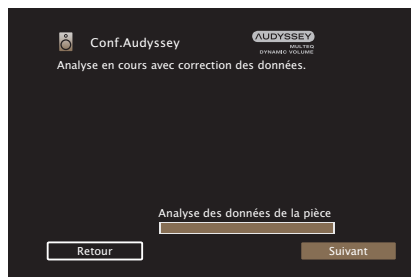 Conf.Audyssey
AUDYSSEY
MULTEQ
DYNAMIC VOLUME
Analyse en cours avec correction des données.
Analyse des données de la pièce
Retour
Suivant